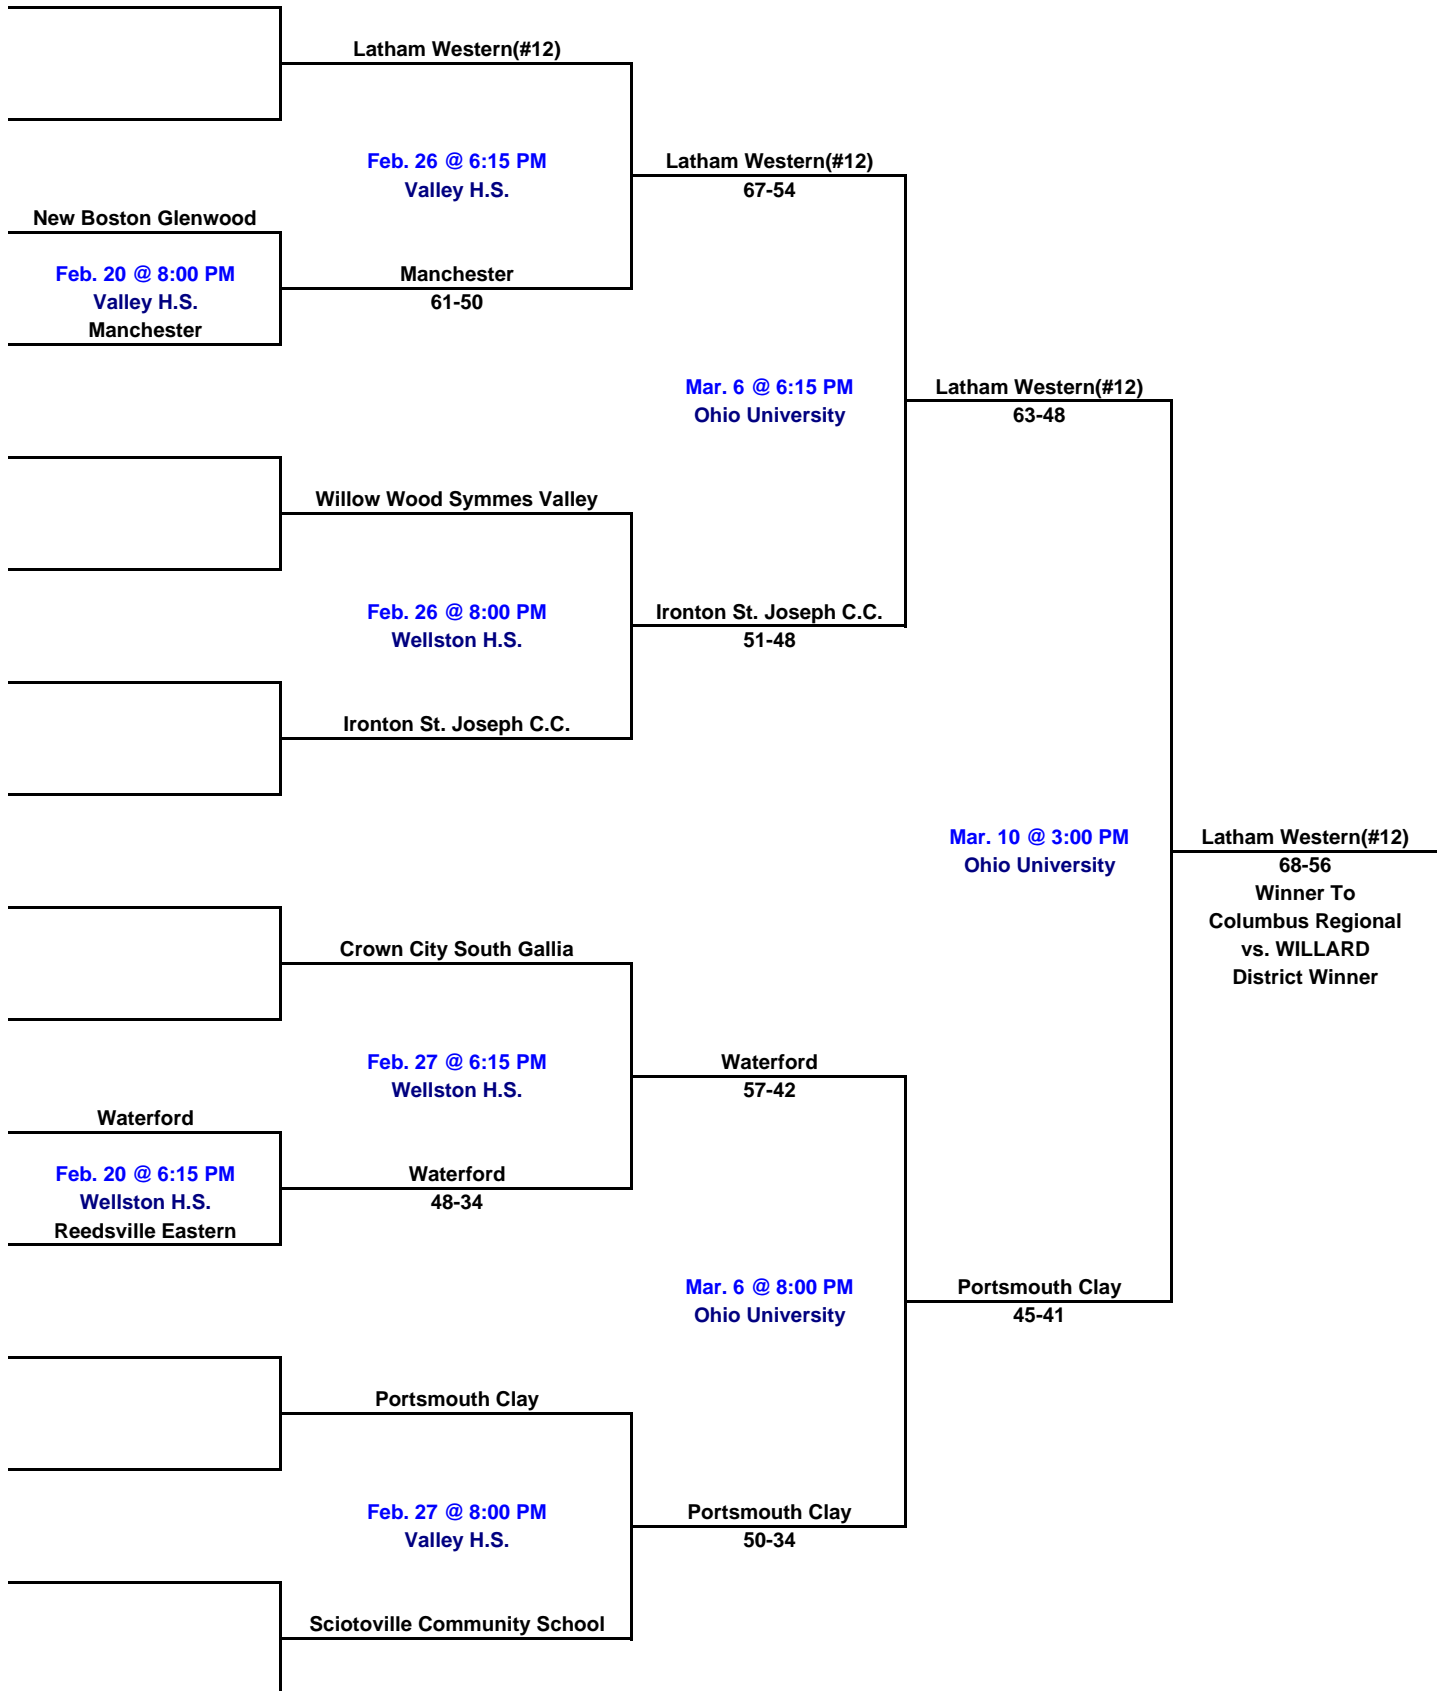 Latham Western(#12)
Feb. 26 @ 6:15 PM
Latham Western(#12)
Valley H.S.
67-54
New Boston Glenwood
Feb. 20 @ 8:00 PM
Manchester
Valley H.S.
61-50
Manchester
Mar. 6 @ 6:15 PM
Latham Western(#12)
Ohio University
63-48
Willow Wood Symmes Valley
Feb. 26 @ 8:00 PM
Ironton St. Joseph C.C.
Wellston H.S.
51-48
Ironton St. Joseph C.C.
Mar. 10 @ 3:00 PM
Latham Western(#12)
Ohio University
68-56
Winner To
Columbus Regional
vs. WILLARD
District Winner
Crown City South Gallia
Feb. 27 @ 6:15 PM
Waterford
Wellston H.S.
57-42
Waterford
Feb. 20 @ 6:15 PM
Waterford
Wellston H.S.
48-34
Reedsville Eastern
Mar. 6 @ 8:00 PM
Portsmouth Clay
Ohio University
45-41
Portsmouth Clay
Feb. 27 @ 8:00 PM
Portsmouth Clay
Valley H.S.
50-34
Sciotoville Community School